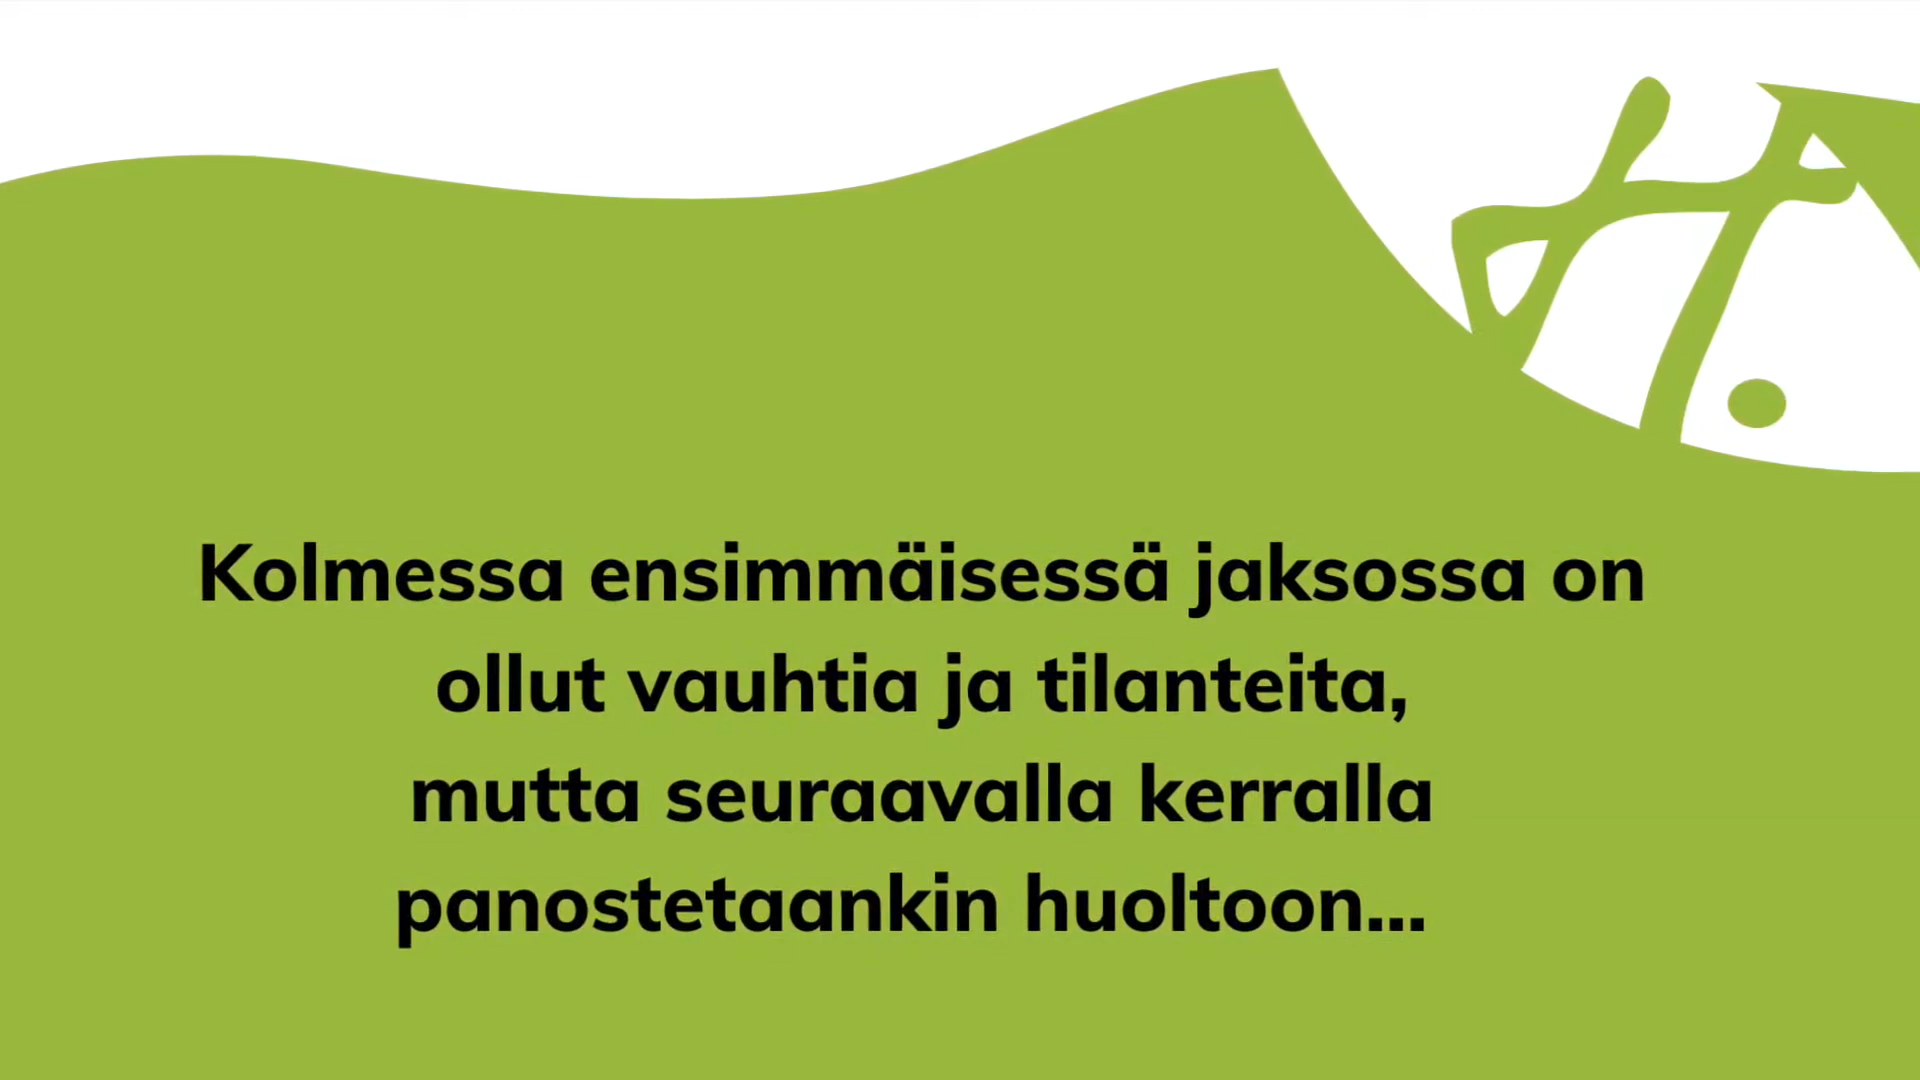 Kolmessa ensimmäisessä jaksossa on
ollut vauhtia ja tilanteita,
mutta seuraavalla kerralla
panostetaankin huoltoon...